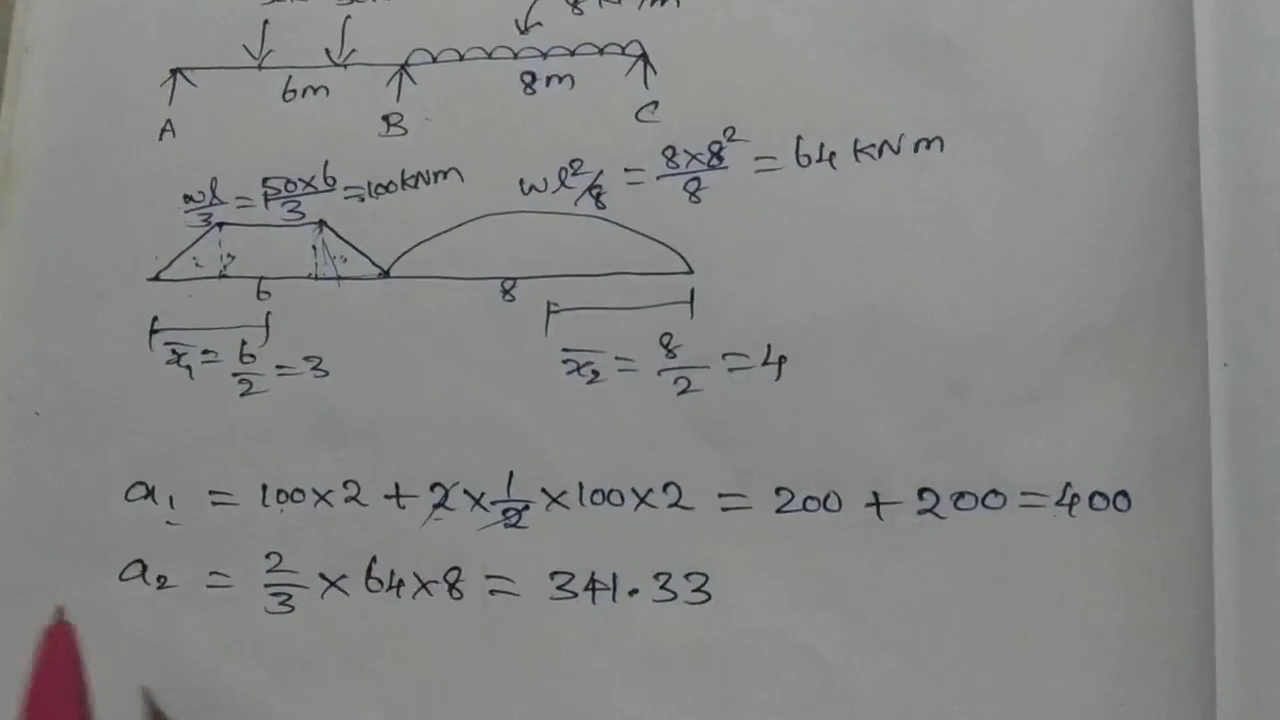 6m 8m
A B C
wl/3 = 50×6/3 = 100kNm wl²/8 = 8×8²/8 = 64 kNm
6 8
x̄₁ = 6/2 = 3 x̄₂ = 8/2 = 4
a₁ = 100×2 + 2×1/2×100×2 = 200 + 200 = 400
a₂ = 2/3 × 64×8 = 341.33